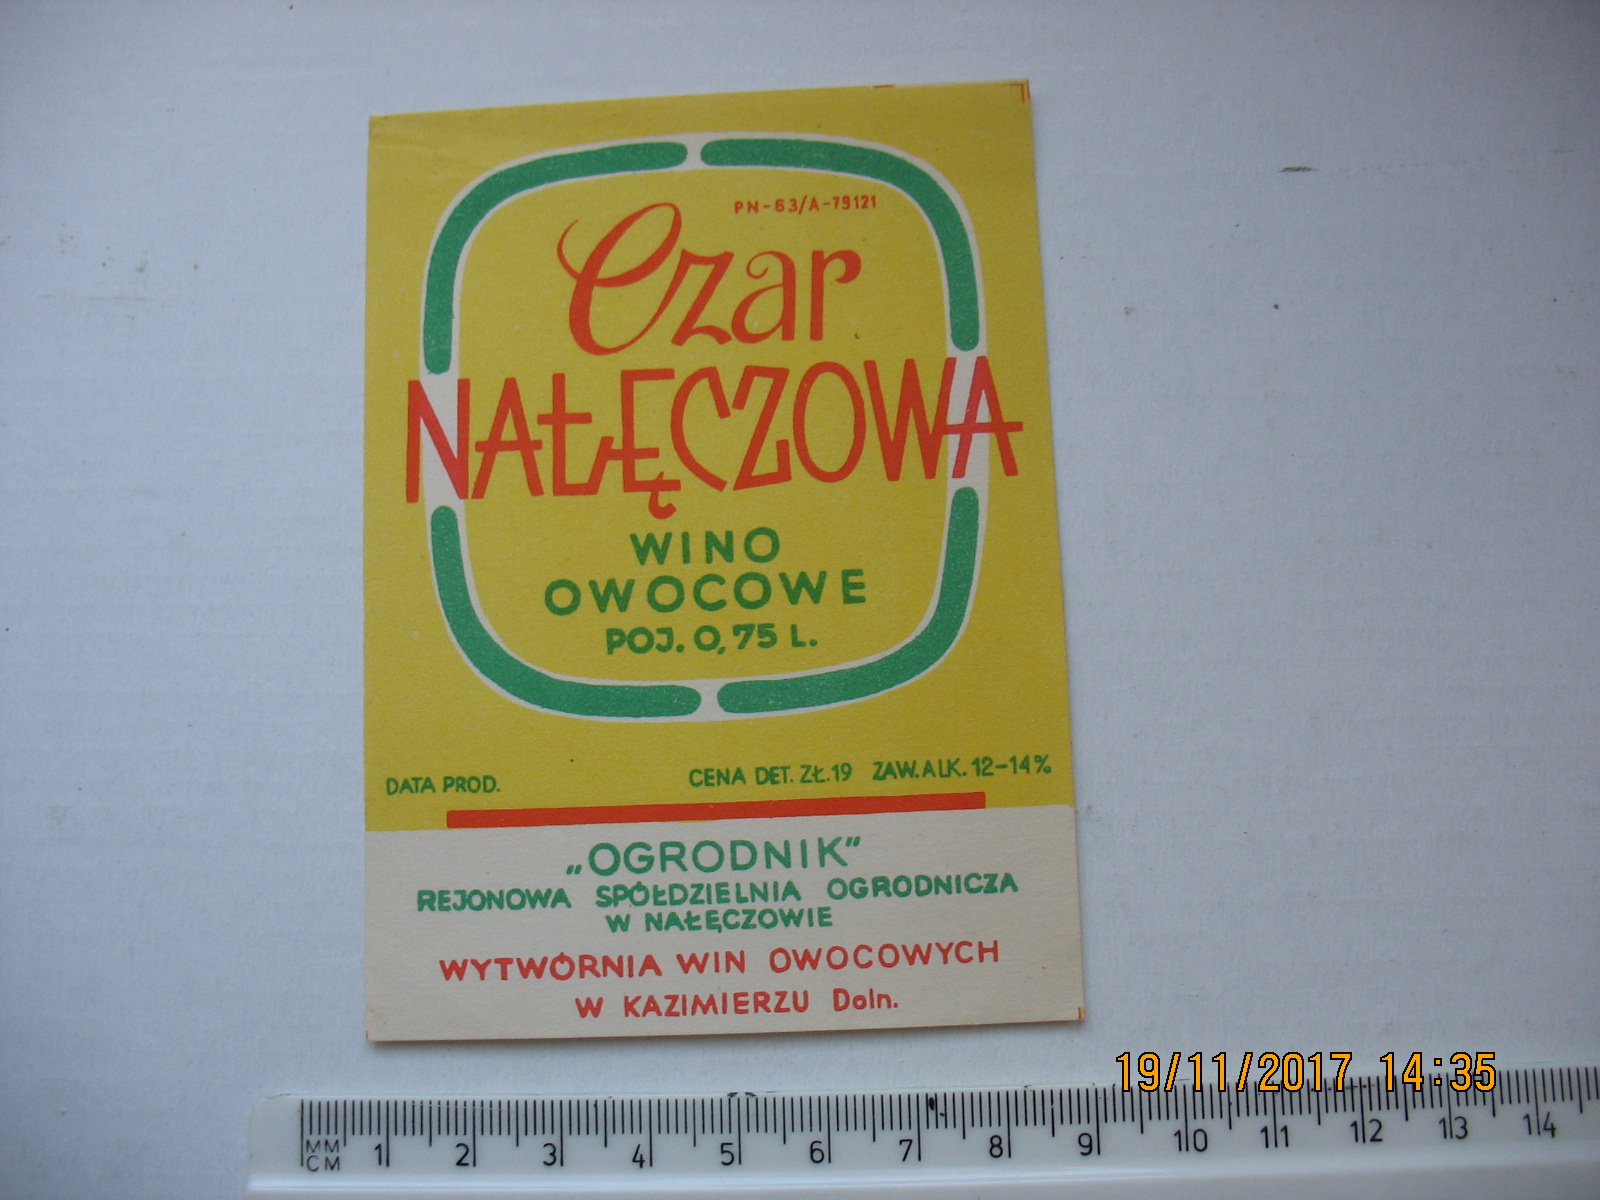 PN-63/A-79121
Czar
NAŁĘCZOWA
WINO
OWOCOWE
POJ. 0,75 L.
DATA PROD.
CENA DET. ZŁ.19 ZAW.ALK. 12-14%
„OGRODNIK”
REJONOWA SPÓŁDZIELNIA OGRODNICZA
W NAŁĘCZOWIE
WYTWÓRNIA WIN OWOCOWYCH
W KAZIMIERZU Doln.
19/11/2017 14:35
MM
CM 1 2 3 4 5 6 7 8 9 10 11 12 13 14